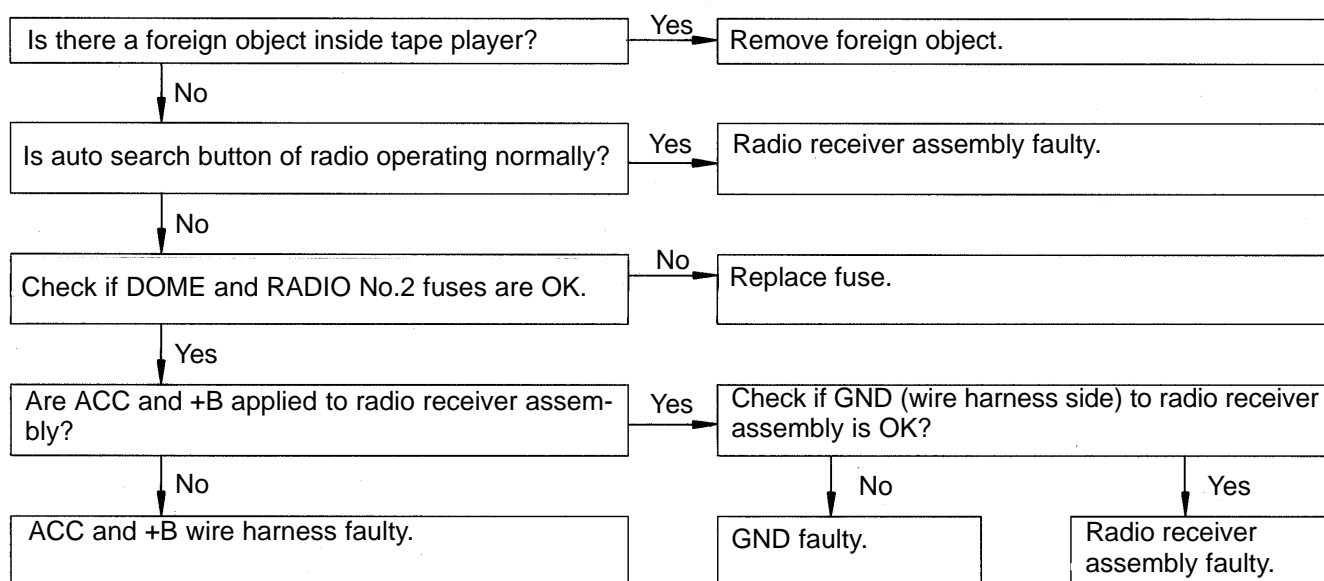 Is there a foreign object inside tape player?
Yes
Remove foreign object.
No
Is auto search button of radio operating normally?
Yes
Radio receiver assembly faulty.
No
Check if DOME and RADIO No.2 fuses are OK.
No
Replace fuse.
Yes
Are ACC and +B applied to radio receiver assem-
bly?
Yes
Check if GND (wire harness side) to radio receiver
assembly is OK?
No
No
Yes
ACC and +B wire harness faulty.
GND faulty.
Radio receiver
assembly faulty.